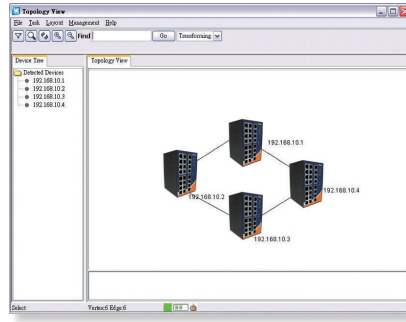 Topology View
File Task Layout Management Help
Find Go Transforming
Device Tree
Topology View
Detected Devices
192.168.10.1
192.168.10.2
192.168.10.3
192.168.10.4
192.168.10.1
192.168.10.2
192.168.10.4
192.168.10.3
Select Vertex:6 Edge:6